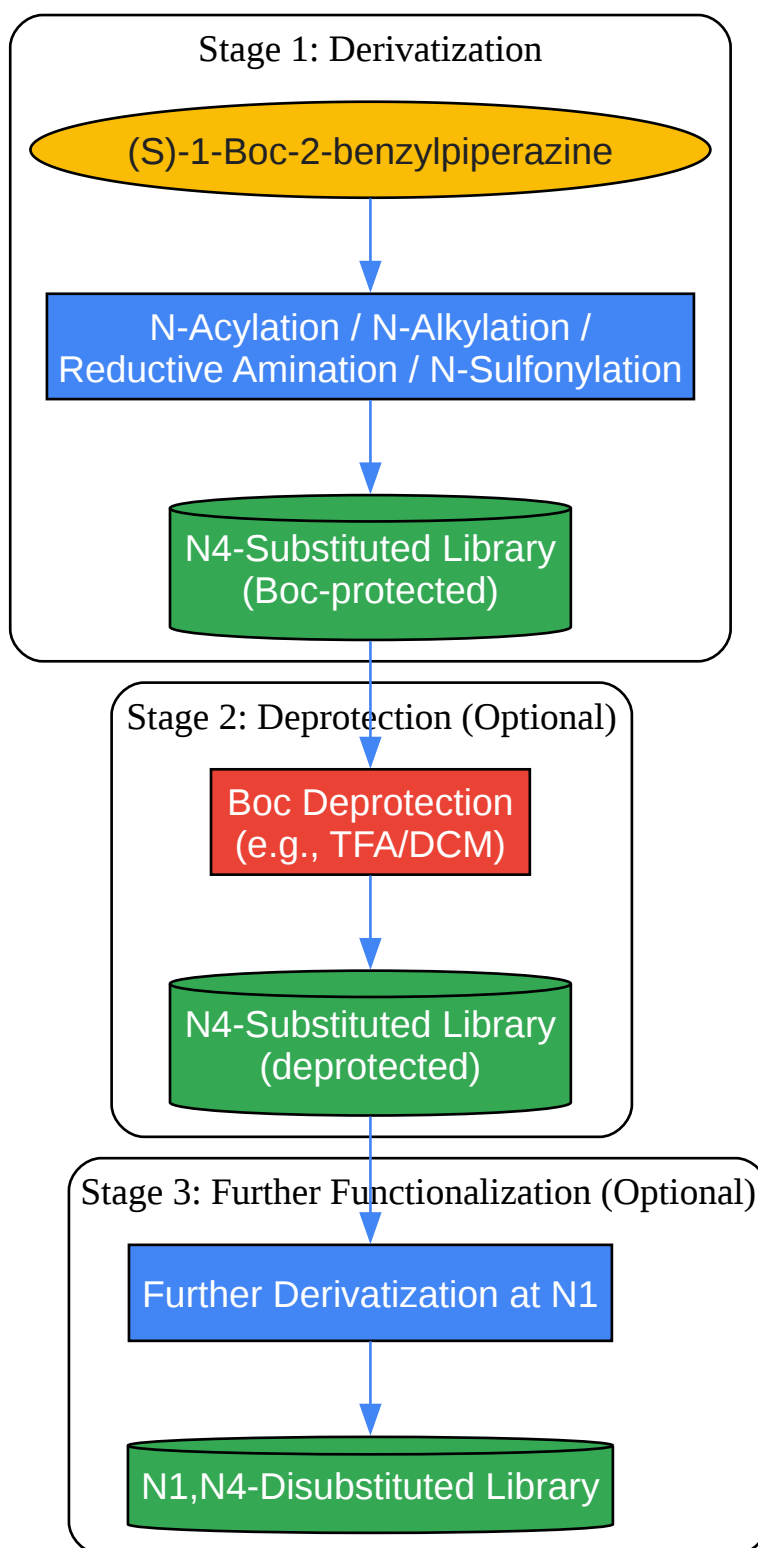 Stage 1: Derivatization
(S)-1-Boc-2-benzylpiperazine
N-Acylation / N-Alkylation /
Reductive Amination / N-Sulfonylation
N4-Substituted Library
(Boc-protected)
Stage 2: Deprotection (Optional)
Boc Deprotection
(e.g., TFA/DCM)
N4-Substituted Library
(deprotected)
Stage 3: Further Functionalization (Optional)
Further Derivatization at N1
N1,N4-Disubstituted Library